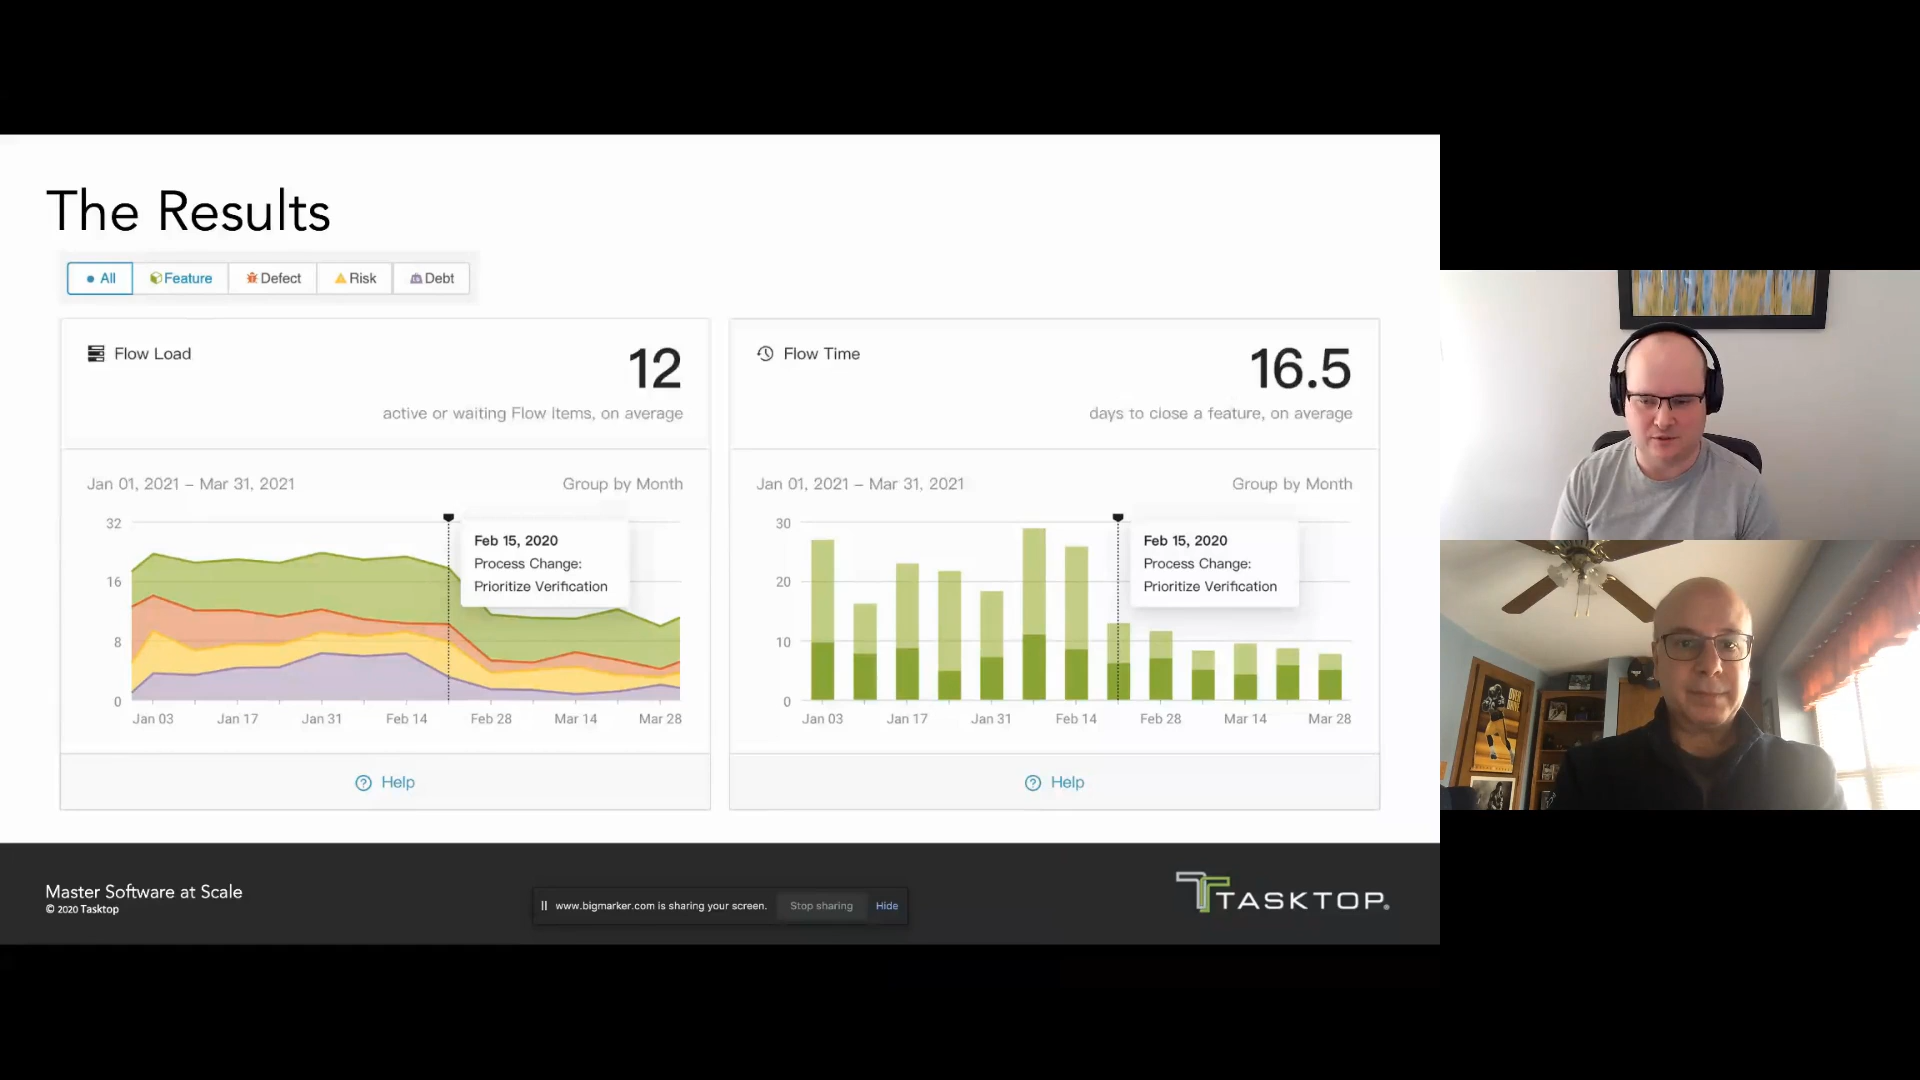 The Results
All
Feature
Defect
Risk
Debt
Flow Load
12
active or waiting Flow Items, on average
Jan 01, 2021 – Mar 31, 2021
Group by Month
32
16
8
0
Feb 15, 2020
Process Change:
Prioritize Verification
Jan 03
Jan 17
Jan 31
Feb 14
Feb 28
Mar 14
Mar 28
Help
Flow Time
16.5
days to close a feature, on average
Jan 01, 2021 – Mar 31, 2021
Group by Month
30
20
10
0
Feb 15, 2020
Process Change:
Prioritize Verification
Jan 03
Jan 17
Jan 31
Feb 14
Feb 28
Mar 14
Mar 28
Help
Master Software at Scale
© 2020 Tasktop
www.bigmarker.com is sharing your screen.
Stop sharing
Hide
TASKTOP®